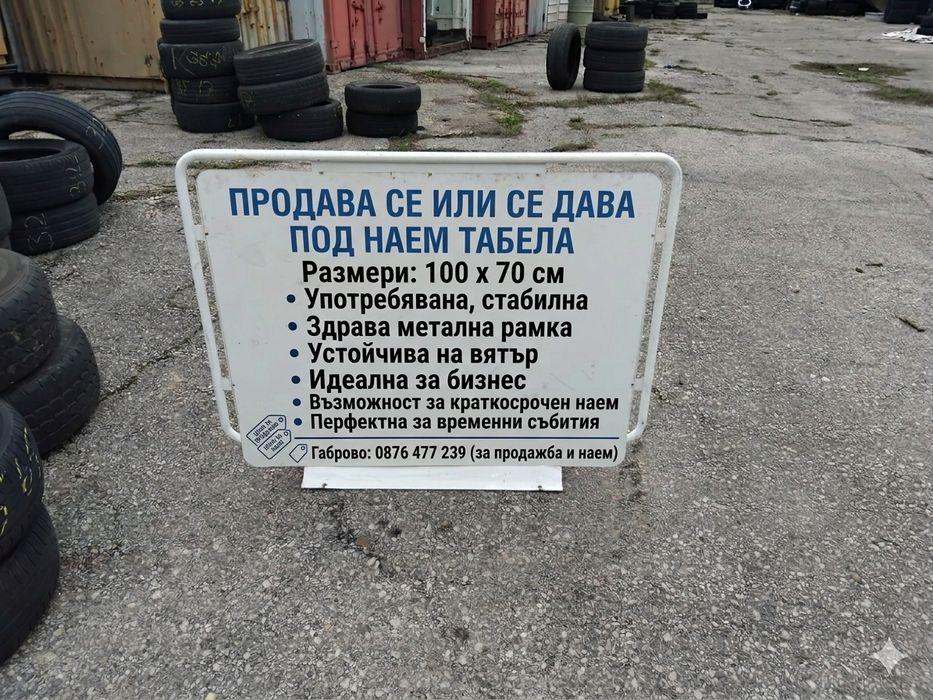 ПРОДАВА СЕ ИЛИ СЕ ДАВА
ПОД НАЕМ ТАБЕЛА
Размери: 100 x 70 см
• Употребявана, стабилна
• Здрава метална рамка
• Устойчива на вятър
• Идеална за бизнес
• Възможност за краткосрочен наем
• Перфектна за временни събития
Габрово: 0876 477 239 (за продажба и наем)